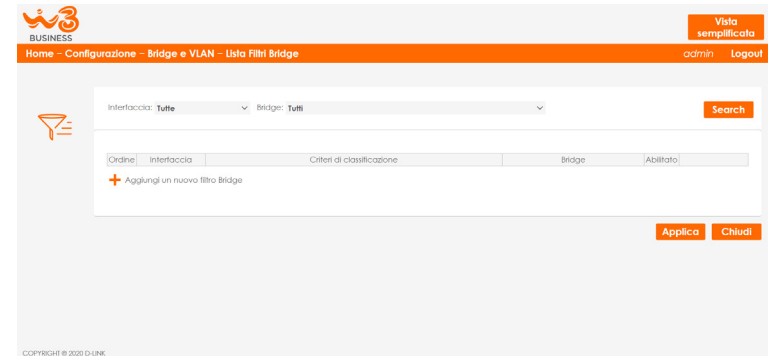 W3
BUSINESS
Vista
semplificata
Home – Configurazione – Bridge e VLAN – Lista Filtri Bridge
admin Logout
Interfaccia: Tutte Bridge: Tutti
Search
Ordine Interfaccia Criteri di classificazione Bridge Abilitato
Aggiungi un nuovo filtro Bridge
Applica Chiudi
COPYRIGHT © 2020 D-LINK